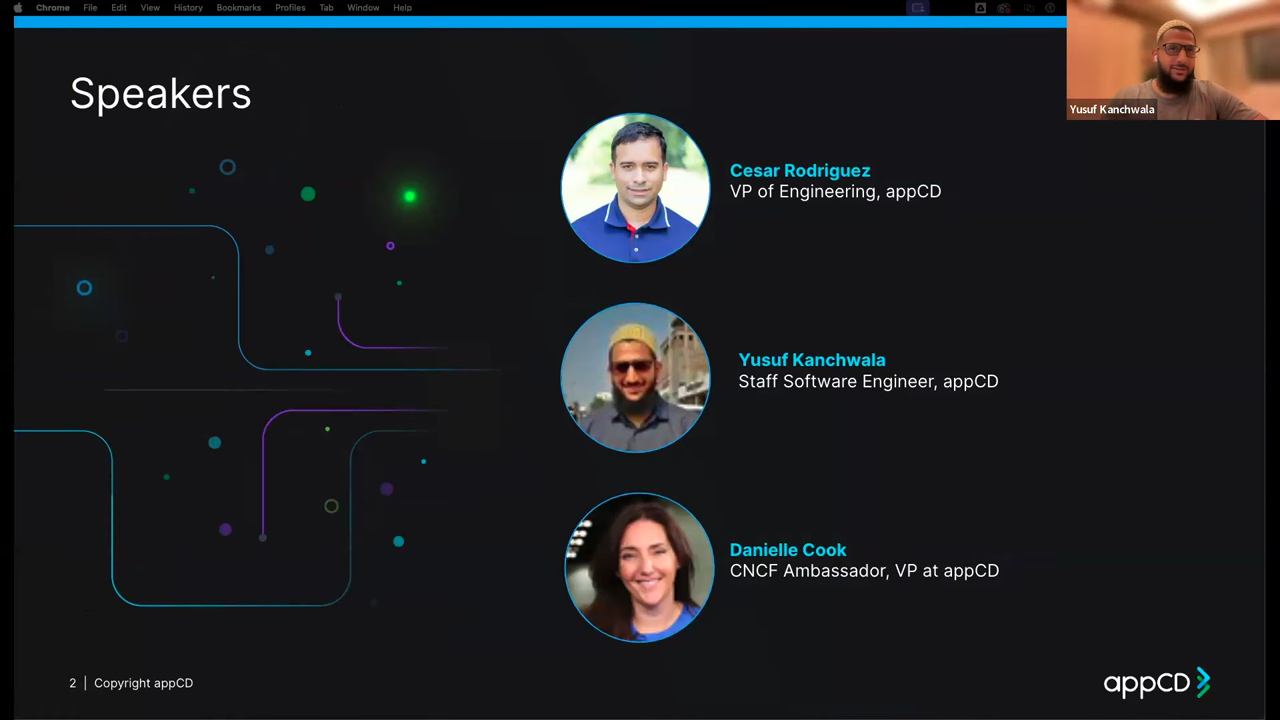 Chrome File Edit View History Bookmarks Profiles Tab Window Help
Yusuf Kanchwala
Speakers
Cesar Rodriguez
VP of Engineering, appCD
Yusuf Kanchwala
Staff Software Engineer, appCD
Danielle Cook
CNCF Ambassador, VP at appCD
2 | Copyright appCD
appCD